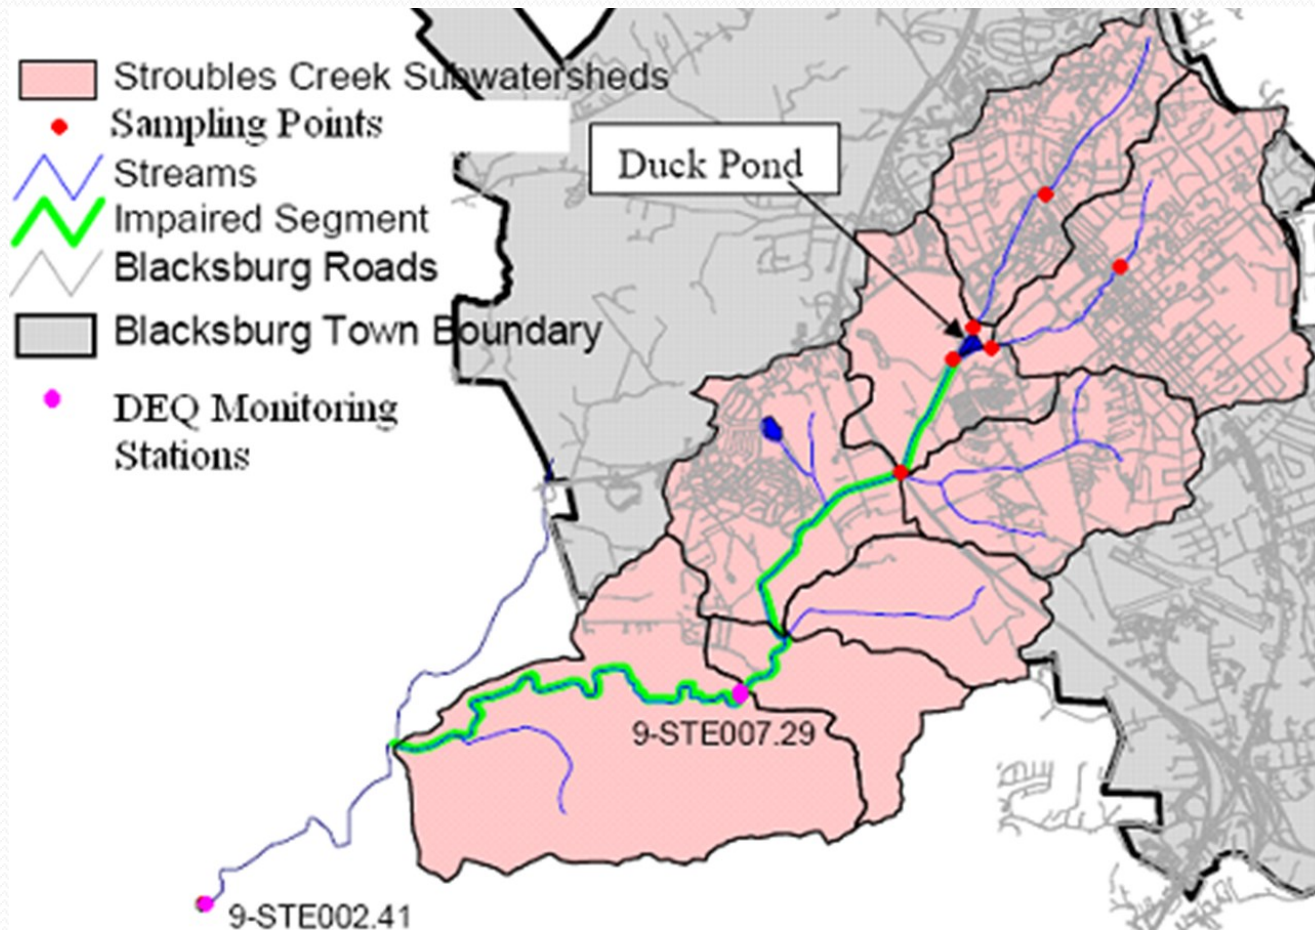 Stroubles Creek Subwatersheds
Sampling Points
Streams
Impaired Segment
Blacksburg Roads
Blacksburg Town Boundary
DEQ Monitoring
Stations
Duck Pond
9-STE007.29
9-STE002.41